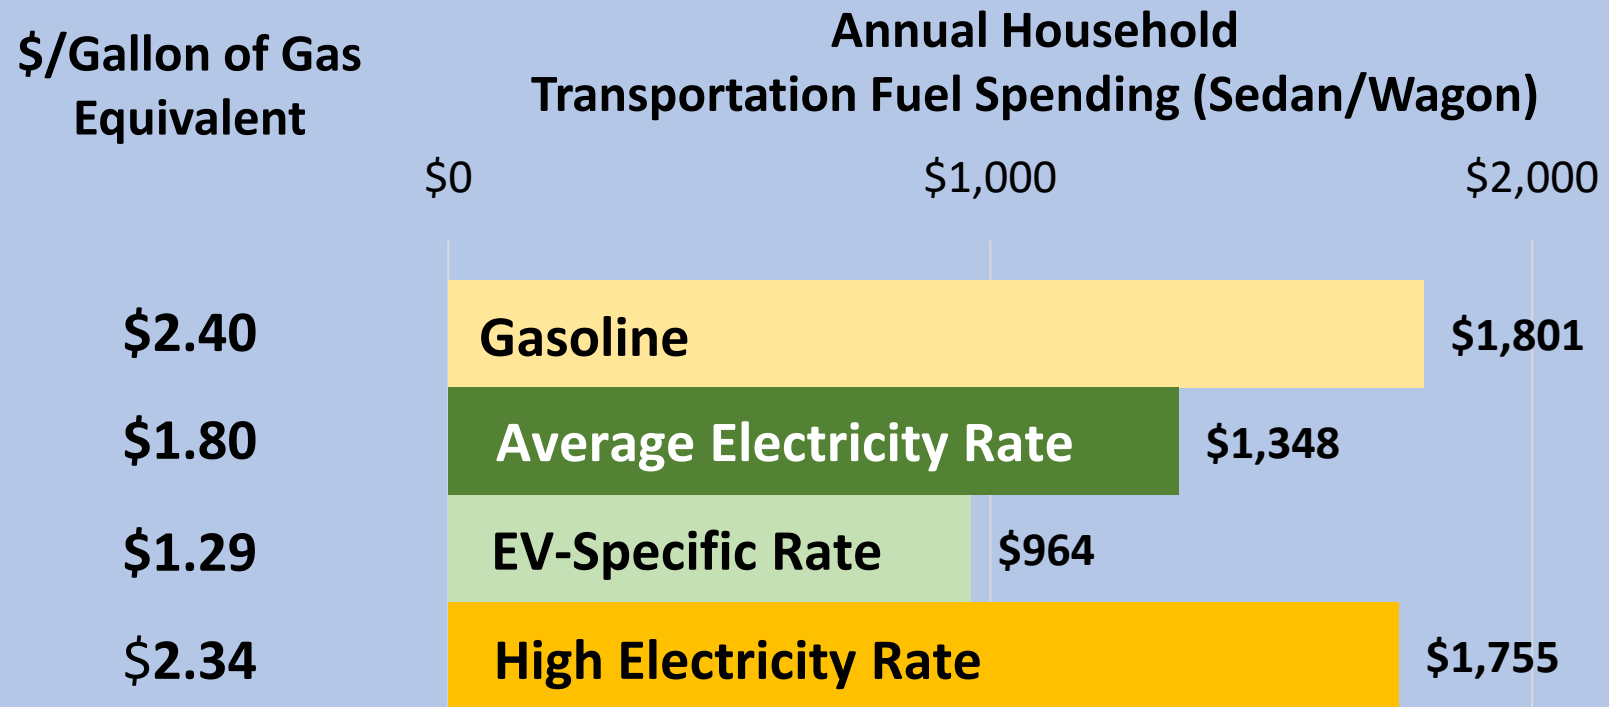 $/Gallon of Gas
Equivalent
Annual Household
Transportation Fuel Spending (Sedan/Wagon)
$0 $1,000 $2,000
$2.40 Gasoline $1,801
$1.80 Average Electricity Rate $1,348
$1.29 EV-Specific Rate $964
$2.34 High Electricity Rate $1,755